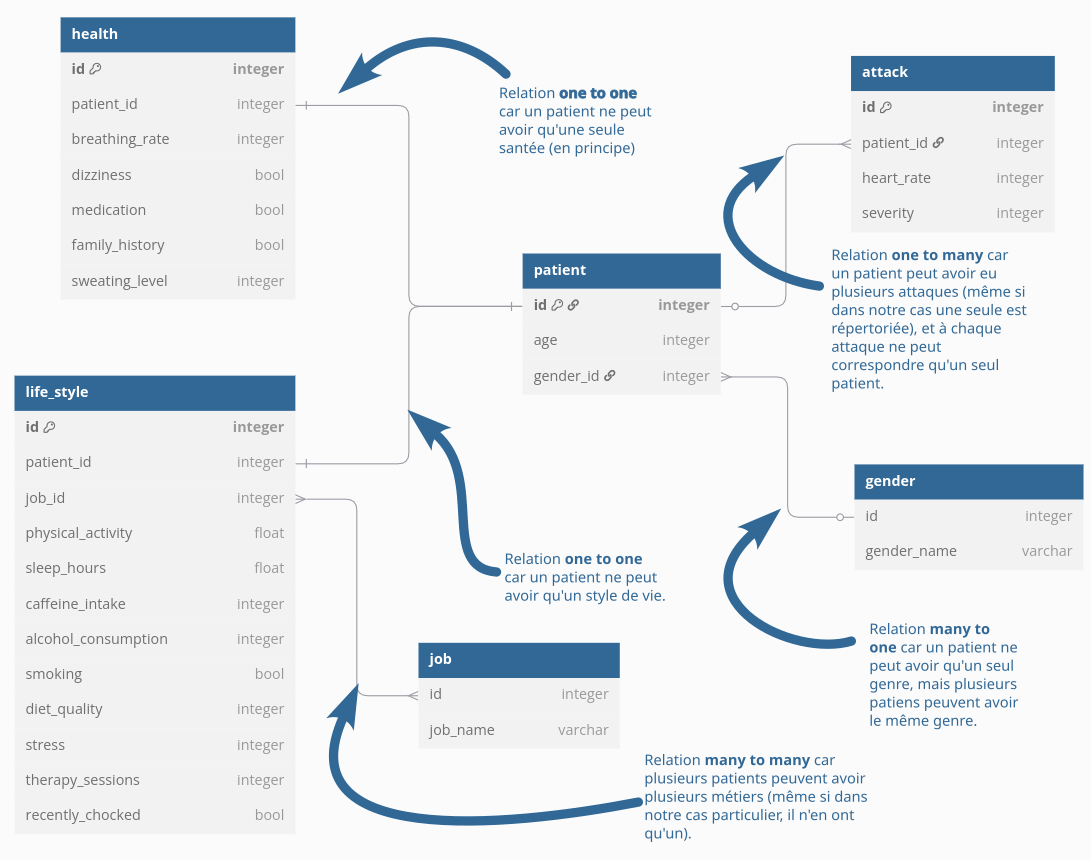 health
id integer
patient_id integer
breathing_rate integer
dizziness bool
medication bool
family_history bool
sweating_level integer
Relation one to one
car un patient ne peut
avoir qu'une seule
santée (en principe)
attack
id integer
patient_id integer
heart_rate integer
severity integer
Relation one to many car
un patient peut avoir eu
plusieurs attaques (même si
dans notre cas une seule est
répertoriée), et à chaque
attaque ne peut
correspondre qu'un seul
patient.
patient
id integer
age integer
gender_id integer
life_style
id integer
patient_id integer
job_id integer
physical_activity float
sleep_hours float
caffeine_intake integer
alcohol_consumption integer
smoking bool
diet_quality integer
stress integer
therapy_sessions integer
recently_chocked bool
Relation one to one
car un patient ne peut
avoir qu'un style de vie.
gender
id integer
gender_name varchar
Relation many to
one car un patient ne
peut avoir qu'un seul
genre, mais plusieurs
patiens peuvent avoir
le même genre.
job
id integer
job_name varchar
Relation many to many car
plusieurs patients peuvent avoir
plusieurs métiers (même si dans
notre cas particulier, il n'en ont
qu'un).